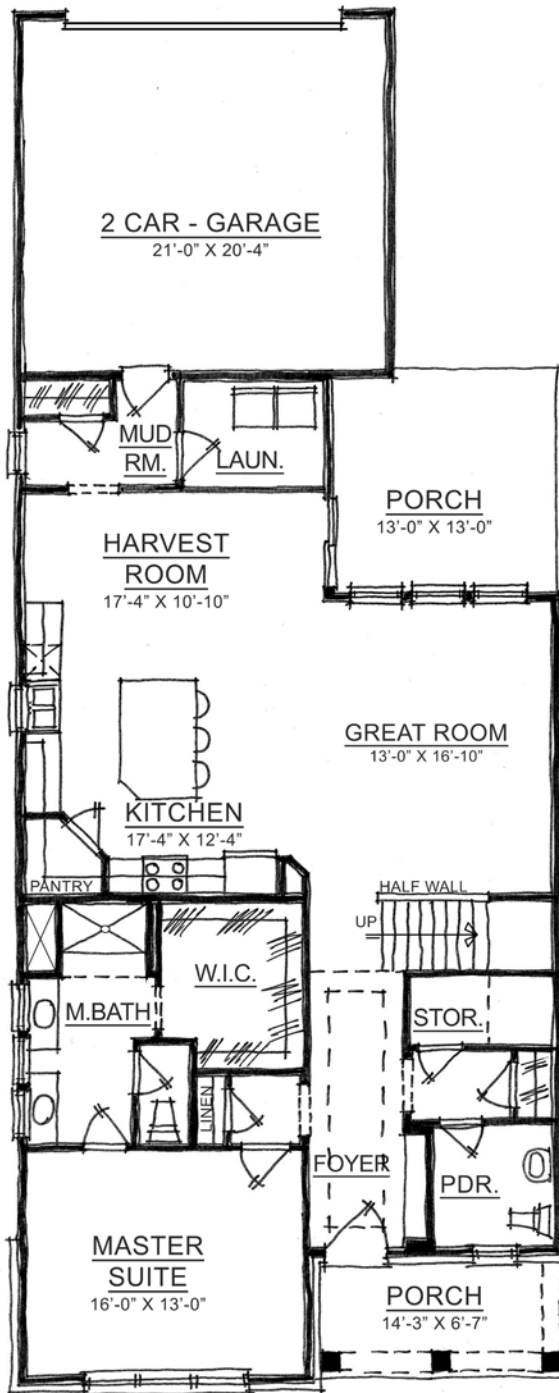 2 CAR - GARAGE
21'-0" X 20'-4"
MUD
RM.
LAUN.
PORCH
13'-0" X 13'-0"
HARVEST
ROOM
17'-4" X 10'-10"
GREAT ROOM
13'-0" X 16'-10"
KITCHEN
17'-4" X 12'-4"
PANTRY
HALF WALL
UP
W.I.C.
M.BATH
STOR.
LINEN
FOYER
PDR.
MASTER
SUITE
16'-0" X 13'-0"
PORCH
14'-3" X 6'-7"